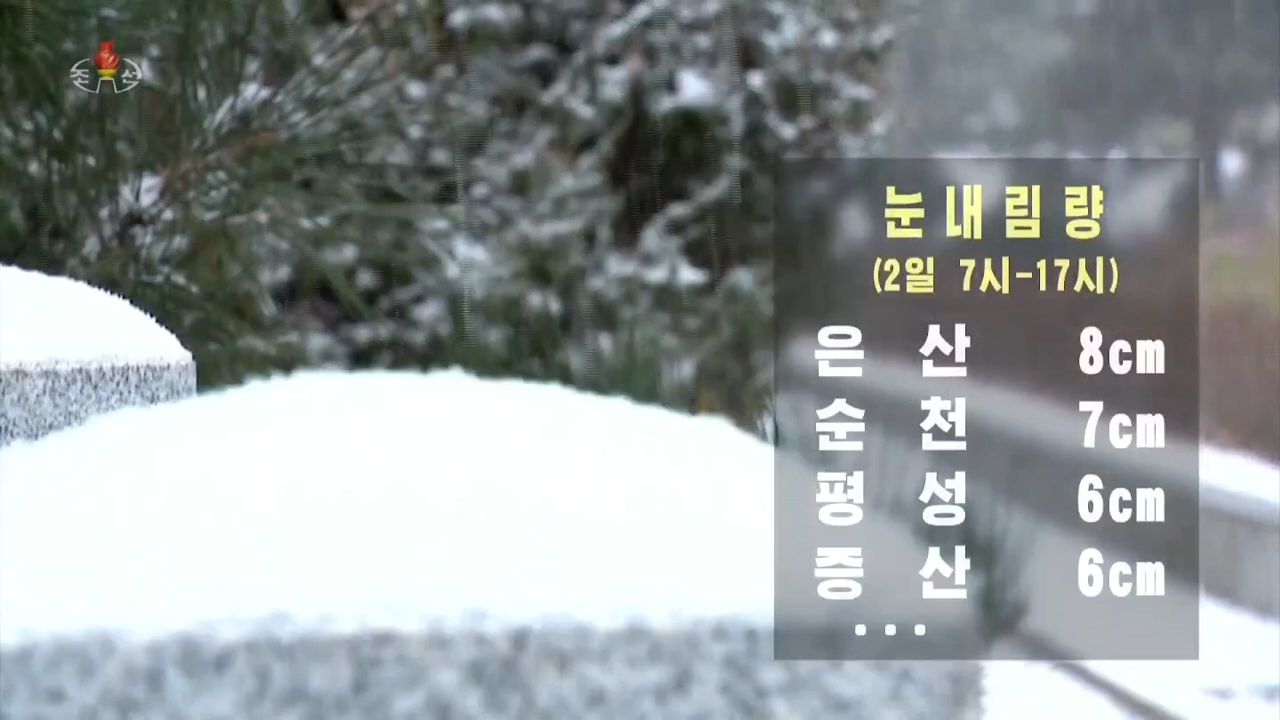 조선
눈내림량
(2일 7시-17시)
은산 8cm
순천 7cm
평성 6cm
증산 6cm
...